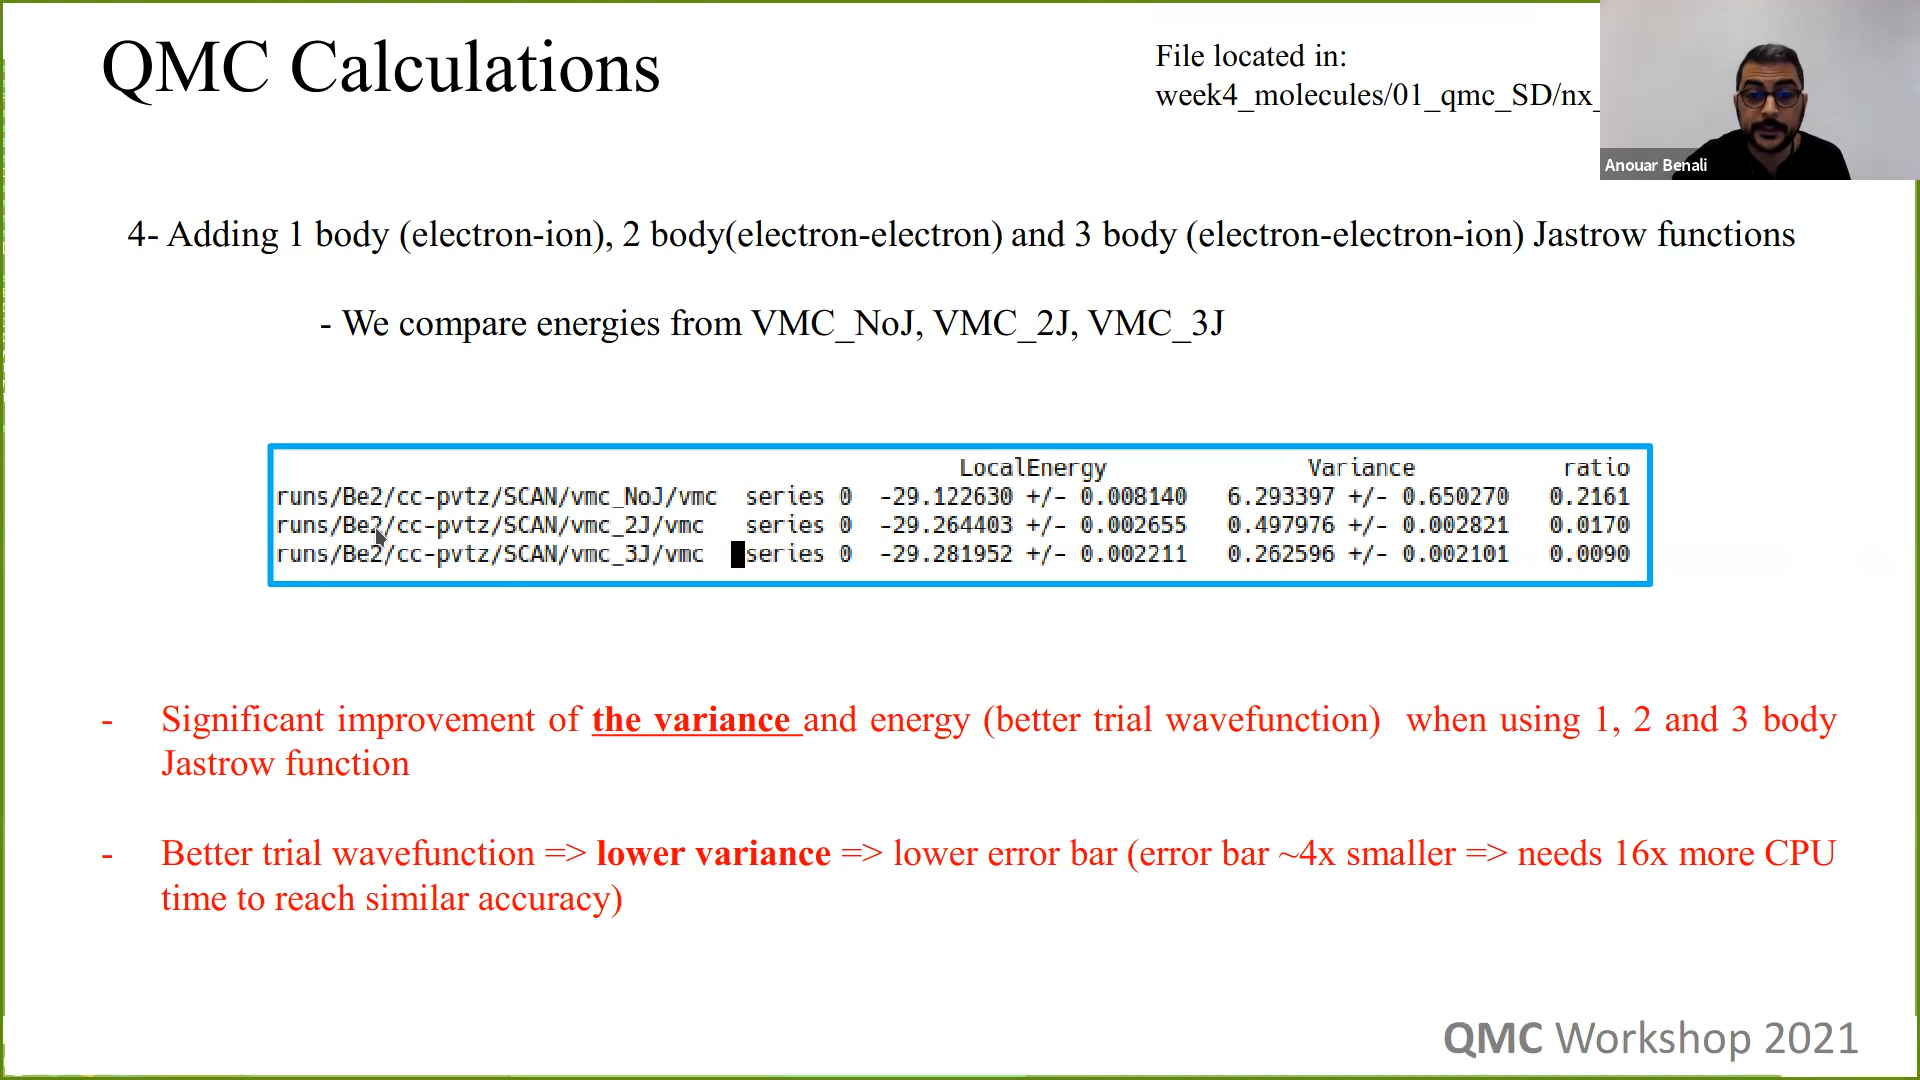 QMC Calculations
File located in:
week4_molecules/01_qmc_SD/nx_
Anouar Benali
4- Adding 1 body (electron-ion), 2 body(electron-electron) and 3 body (electron-electron-ion) Jastrow functions
- We compare energies from VMC_NoJ, VMC_2J, VMC_3J
LocalEnergy Variance ratio
runs/Be2/cc-pvtz/SCAN/vmc_NoJ/vmc series 0 -29.122630 +/- 0.008140 6.293397 +/- 0.650270 0.2161
runs/Be2/cc-pvtz/SCAN/vmc_2J/vmc series 0 -29.264403 +/- 0.002655 0.497976 +/- 0.002821 0.0170
runs/Be2/cc-pvtz/SCAN/vmc_3J/vmc series 0 -29.281952 +/- 0.002211 0.262596 +/- 0.002101 0.0090
- Significant improvement of the variance and energy (better trial wavefunction) when using 1, 2 and 3 body
Jastrow function
- Better trial wavefunction => lower variance => lower error bar (error bar ~4x smaller => needs 16x more CPU
time to reach similar accuracy)
QMC Workshop 2021